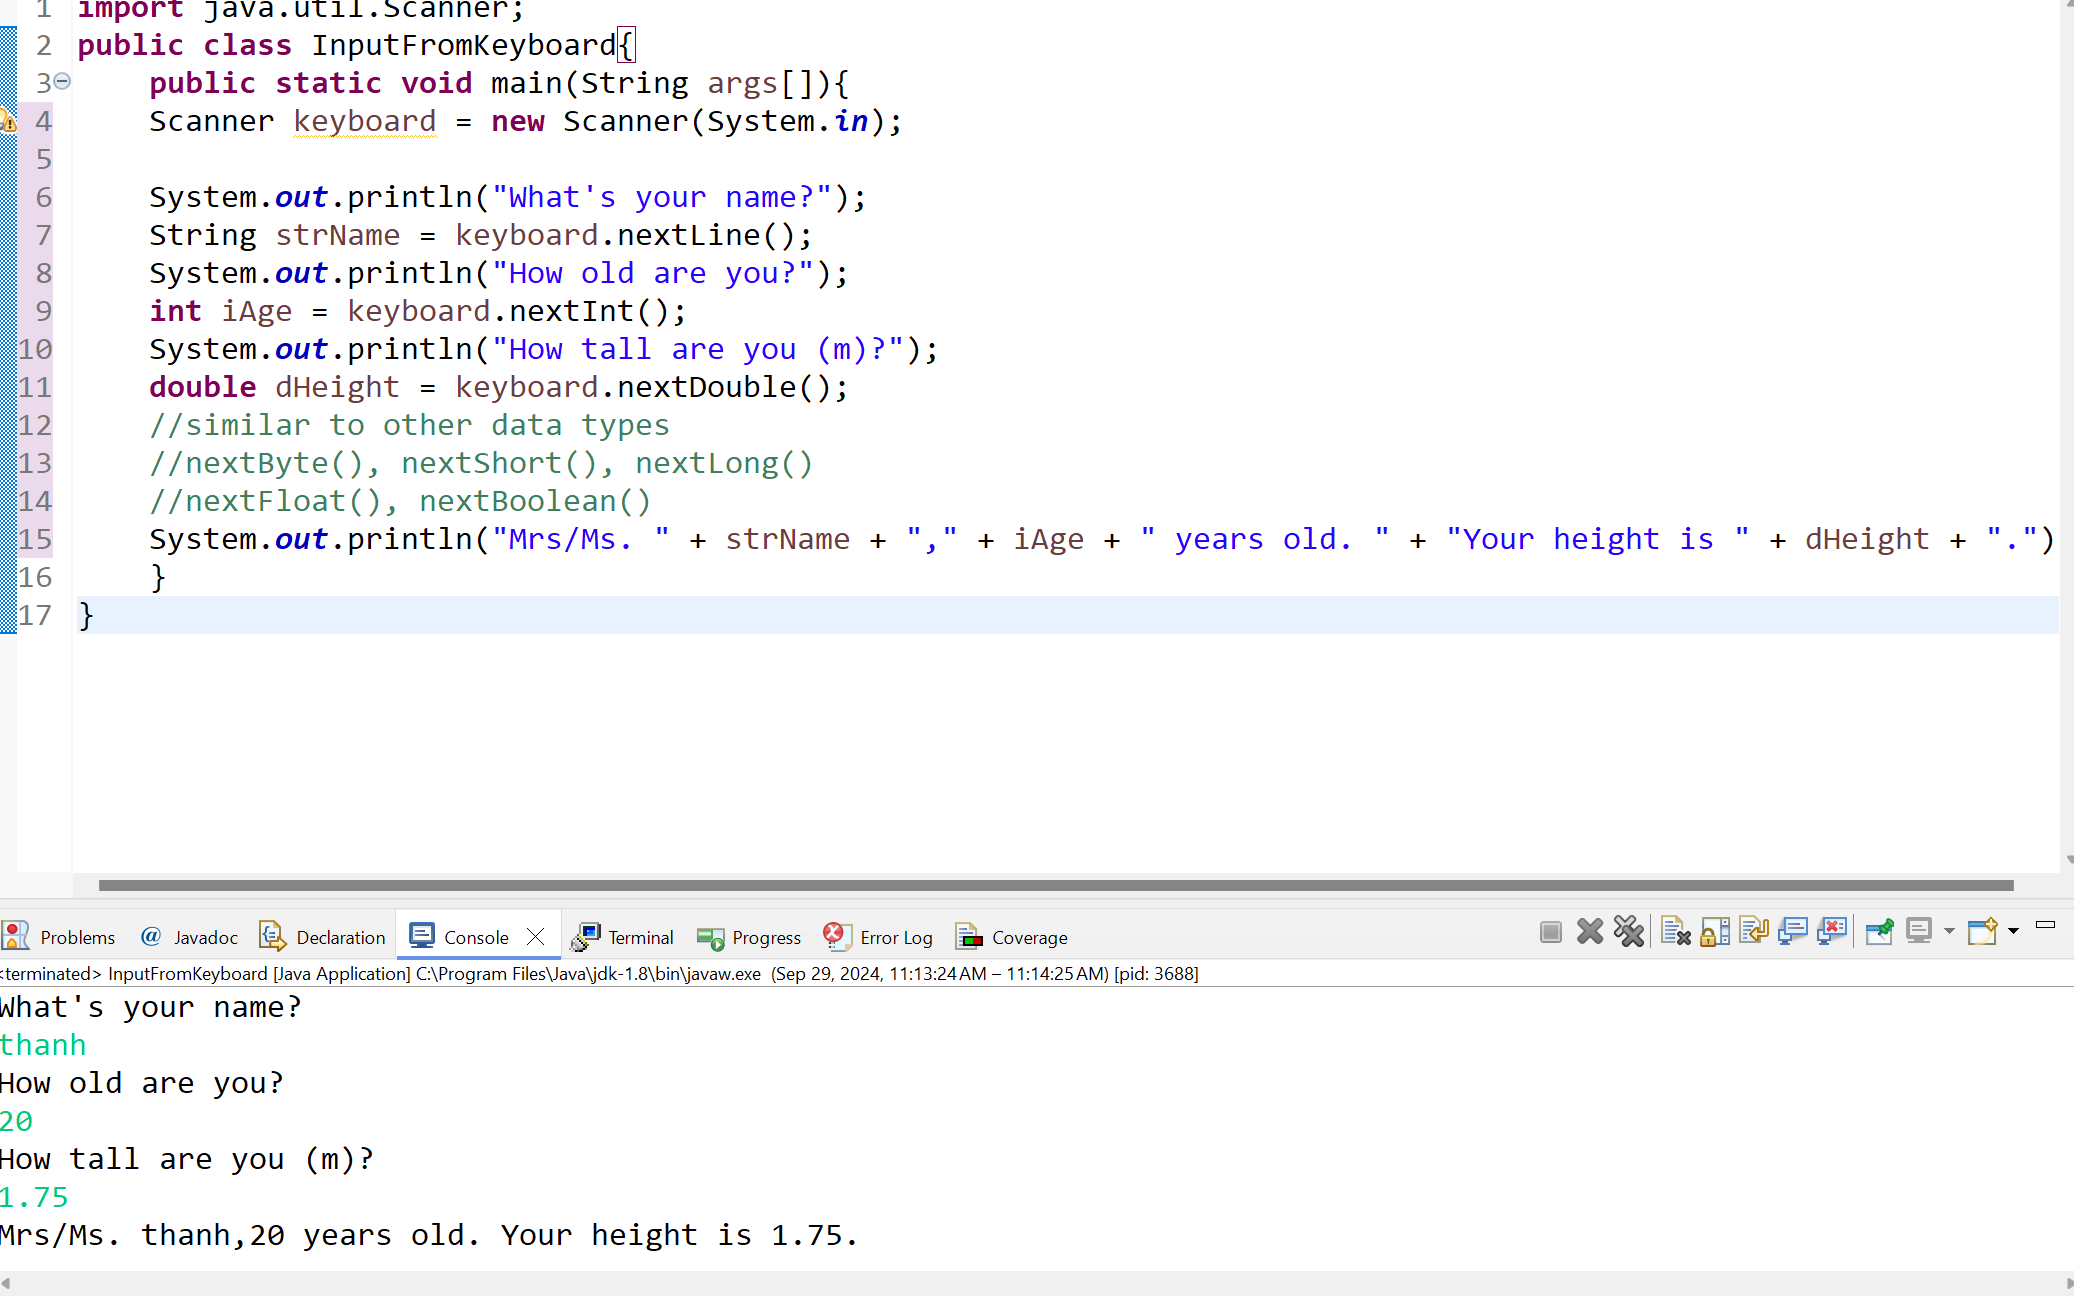 1 import java.util.Scanner;
2 public class InputFromKeyboard{
3 public static void main(String args[]){
4 Scanner keyboard = new Scanner(System.in);
5
6 System.out.println("What's your name?");
7 String strName = keyboard.nextLine();
8 System.out.println("How old are you?");
9 int iAge = keyboard.nextInt();
10 System.out.println("How tall are you (m)?");
11 double dHeight = keyboard.nextDouble();
12 //similar to other data types
13 //nextByte(), nextShort(), nextLong()
14 //nextFloat(), nextBoolean()
15 System.out.println("Mrs/Ms. " + strName + "," + iAge + " years old. " + "Your height is " + dHeight + ".")
16 }
17 }
Problems @ Javadoc Declaration Console Terminal Progress Error Log Coverage
<terminated> InputFromKeyboard [Java Application] C:\Program Files\Java\jdk-1.8\bin\javaw.exe (Sep 29, 2024, 11:13:24 AM – 11:14:25 AM) [pid: 3688]
What's your name?
thanh
How old are you?
20
How tall are you (m)?
1.75
Mrs/Ms. thanh,20 years old. Your height is 1.75.